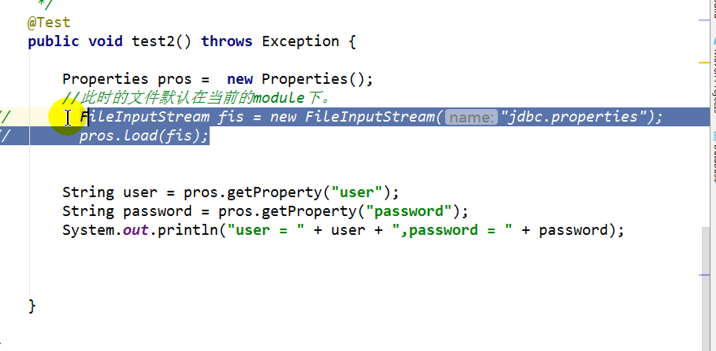 */
@Test
public void test2() throws Exception {
Properties pros =  new Properties();
//此时的文件默认在当前的module下。
//        FileInputStream fis = new FileInputStream( name: "jdbc.properties");
//        pros.load(fis);
String user = pros.getProperty("user");
String password = pros.getProperty("password");
System.out.println("user = " + user + ",password = " + password);
}